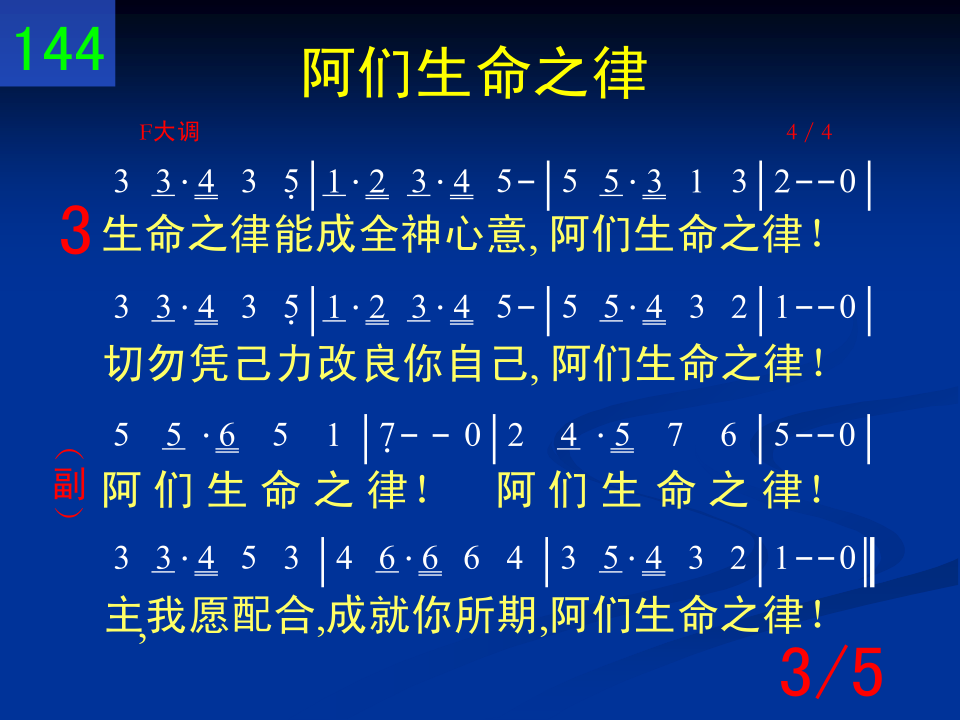 144
阿们生命之律
F大调 4/4
3 3·4 3 5̣|1·2 3·4 5-|5 5·3 1 3|2--0|
3 生命之律能成全神心意, 阿们生命之律!
3 3·4 3 5̣|1·2 3·4 5-|5 5·4 3 2|1--0|
切勿凭己力改良你自己, 阿们生命之律!
5 5·6 5 1|7̣--0|2 4·5 7 6|5--0|
(副) 阿们生命之律! 阿们生命之律!
3 3·4 5 3|4 6·6 6 4|3 5·4 3 2|1--0‖
主,我愿配合,成就你所期,阿们生命之律!
3/5